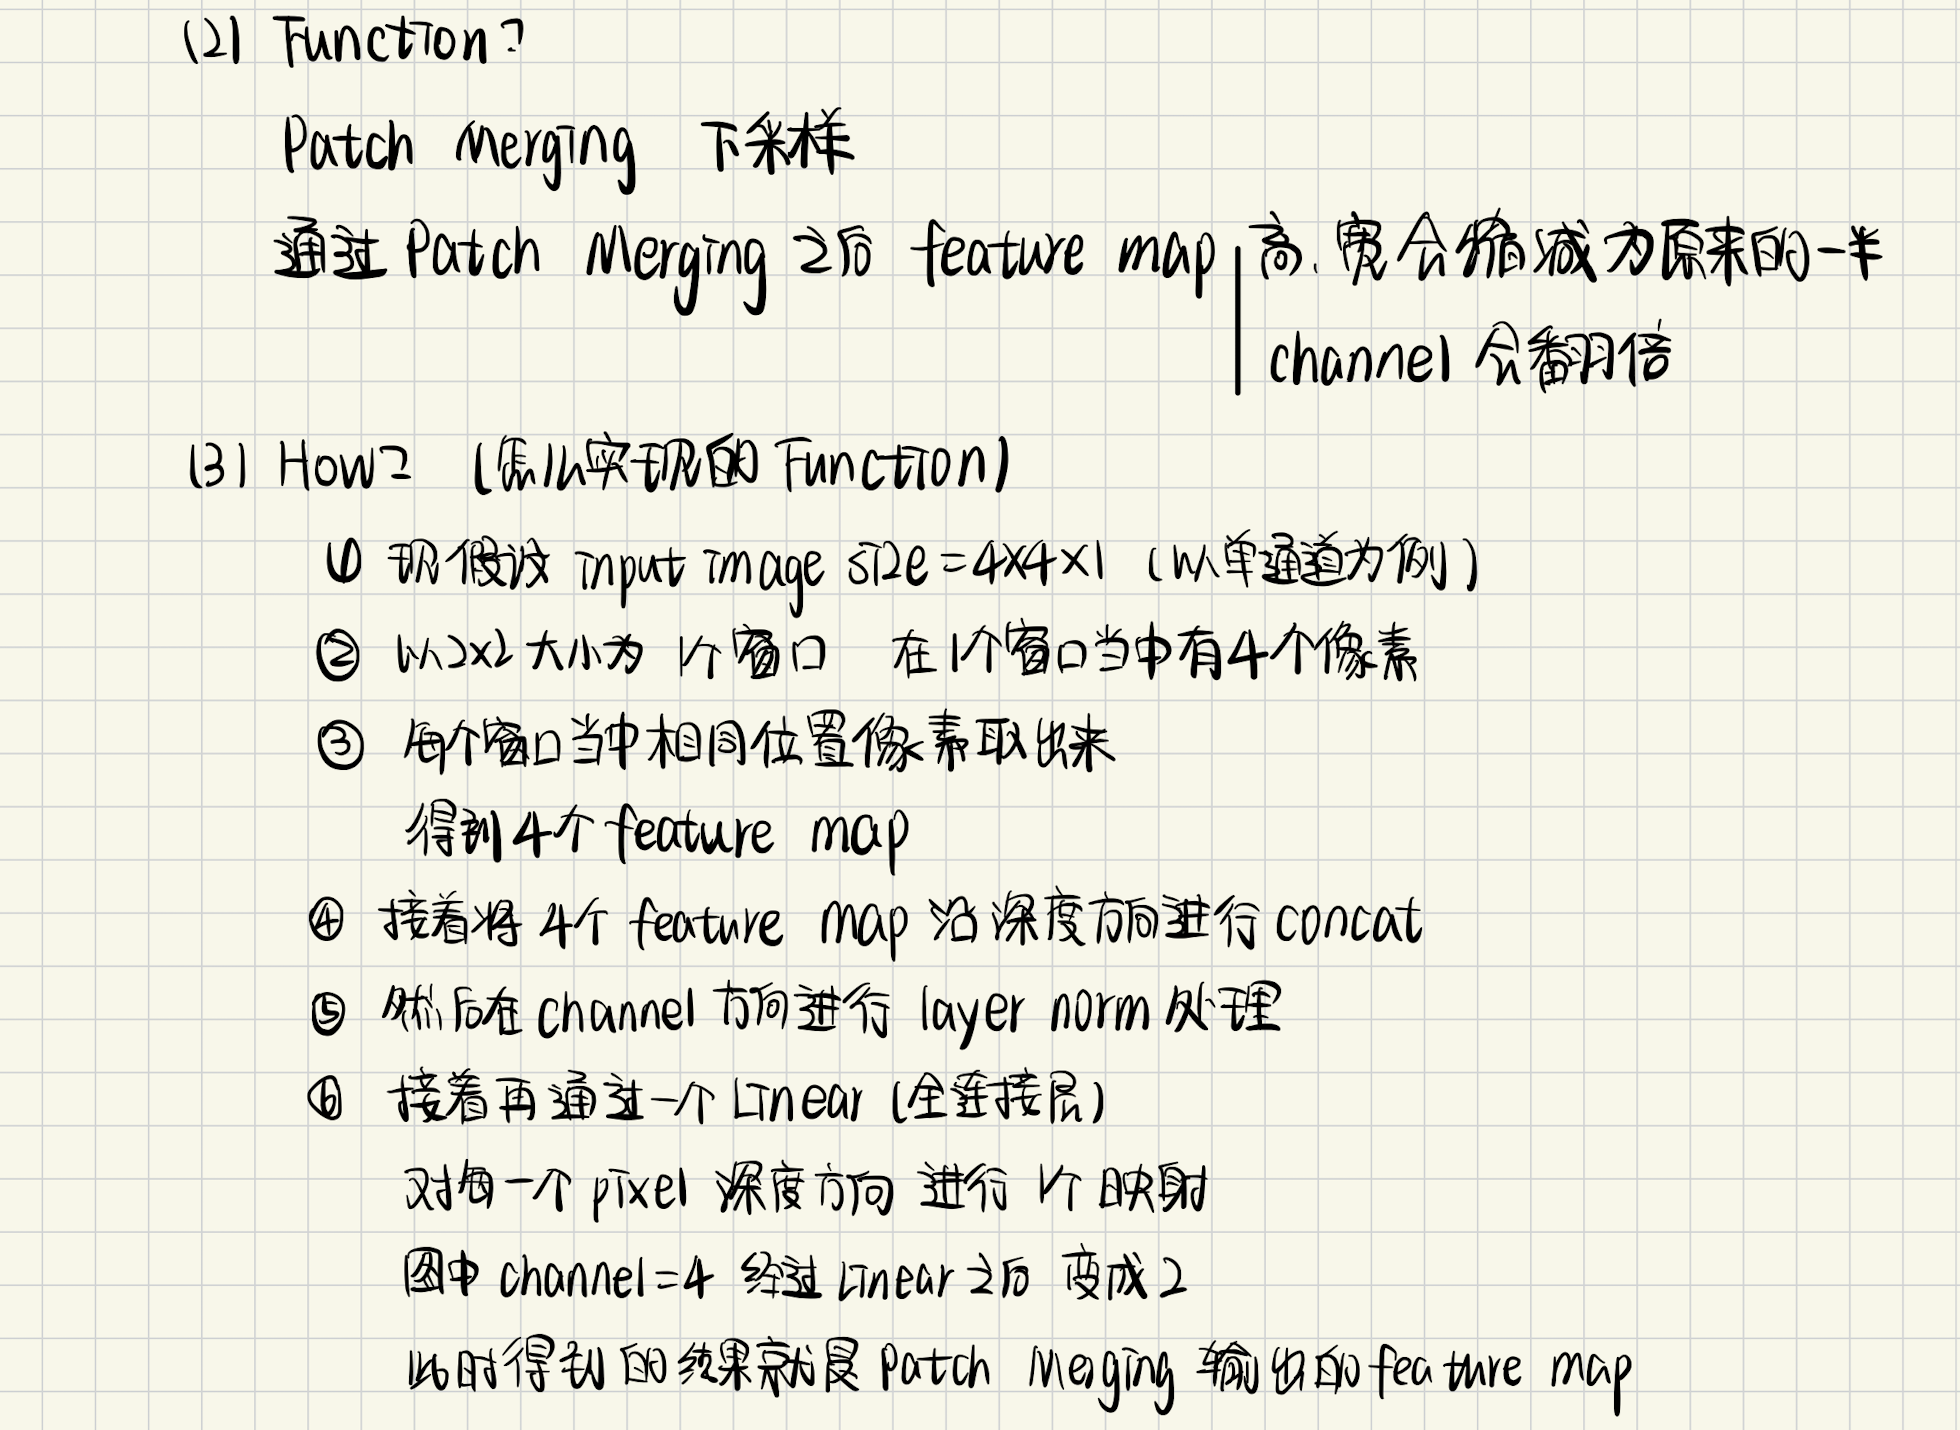 (2) Function?
Patch Merging 下采样
通过 Patch Merging 之后 feature map 高、宽会缩减为原来的一半
channel 会翻倍
(3) How? (怎么实现的 Function)
① 现假设 input image size = 4×4×1 (以单通道为例)
② 以2×2大小为 1个窗口 在1个窗口当中有4个像素
③ 每个窗口当中相同位置像素取出来
得到4个 feature map
④ 接着将 4个 feature map 沿深度方向进行 concat
⑤ 然后在 channel 方向进行 layer norm 处理
⑥ 接着再通过一个 Linear (全连接层)
对每一个 pixel 深度方向 进行 1个 映射
图中 channel=4 经过 Linear 之后 变成 2
此时得到的结果就是 Patch Merging 输出的 feature map